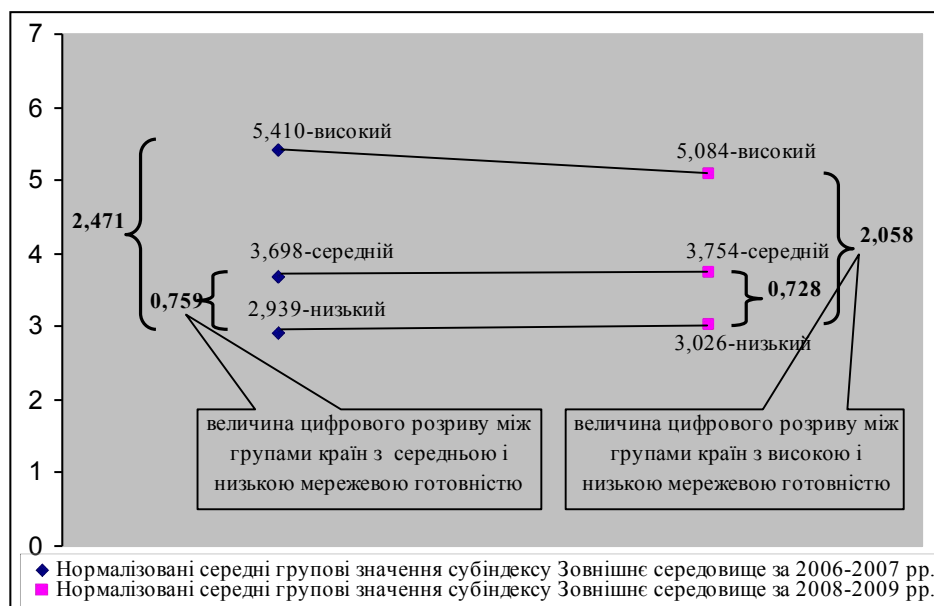 7
6
5
4
3
2
1
0
5,410-високий
5,084-високий
2,471
2,058
3,698-середній
3,754-середній
0,759
0,728
2,939-низький
3,026-низький
величина цифрового розриву між
групами країн з середньою і
низькою мережевою готовністю
величина цифрового розриву між
групами країн з високою і
низькою мережевою готовністю
Нормалізовані середні групові значення субіндексу Зовнішнє середовище за 2006-2007 рр.
Нормалізовані середні групові значення субіндексу Зовнішнє середовище за 2008-2009 рр.